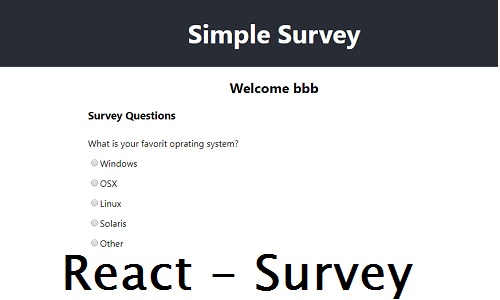 Simple Survey
Welcome bbb
Survey Questions
What is your favorit oprating system?
Windows
OSX
Linux
Solaris
Other
React - Survey